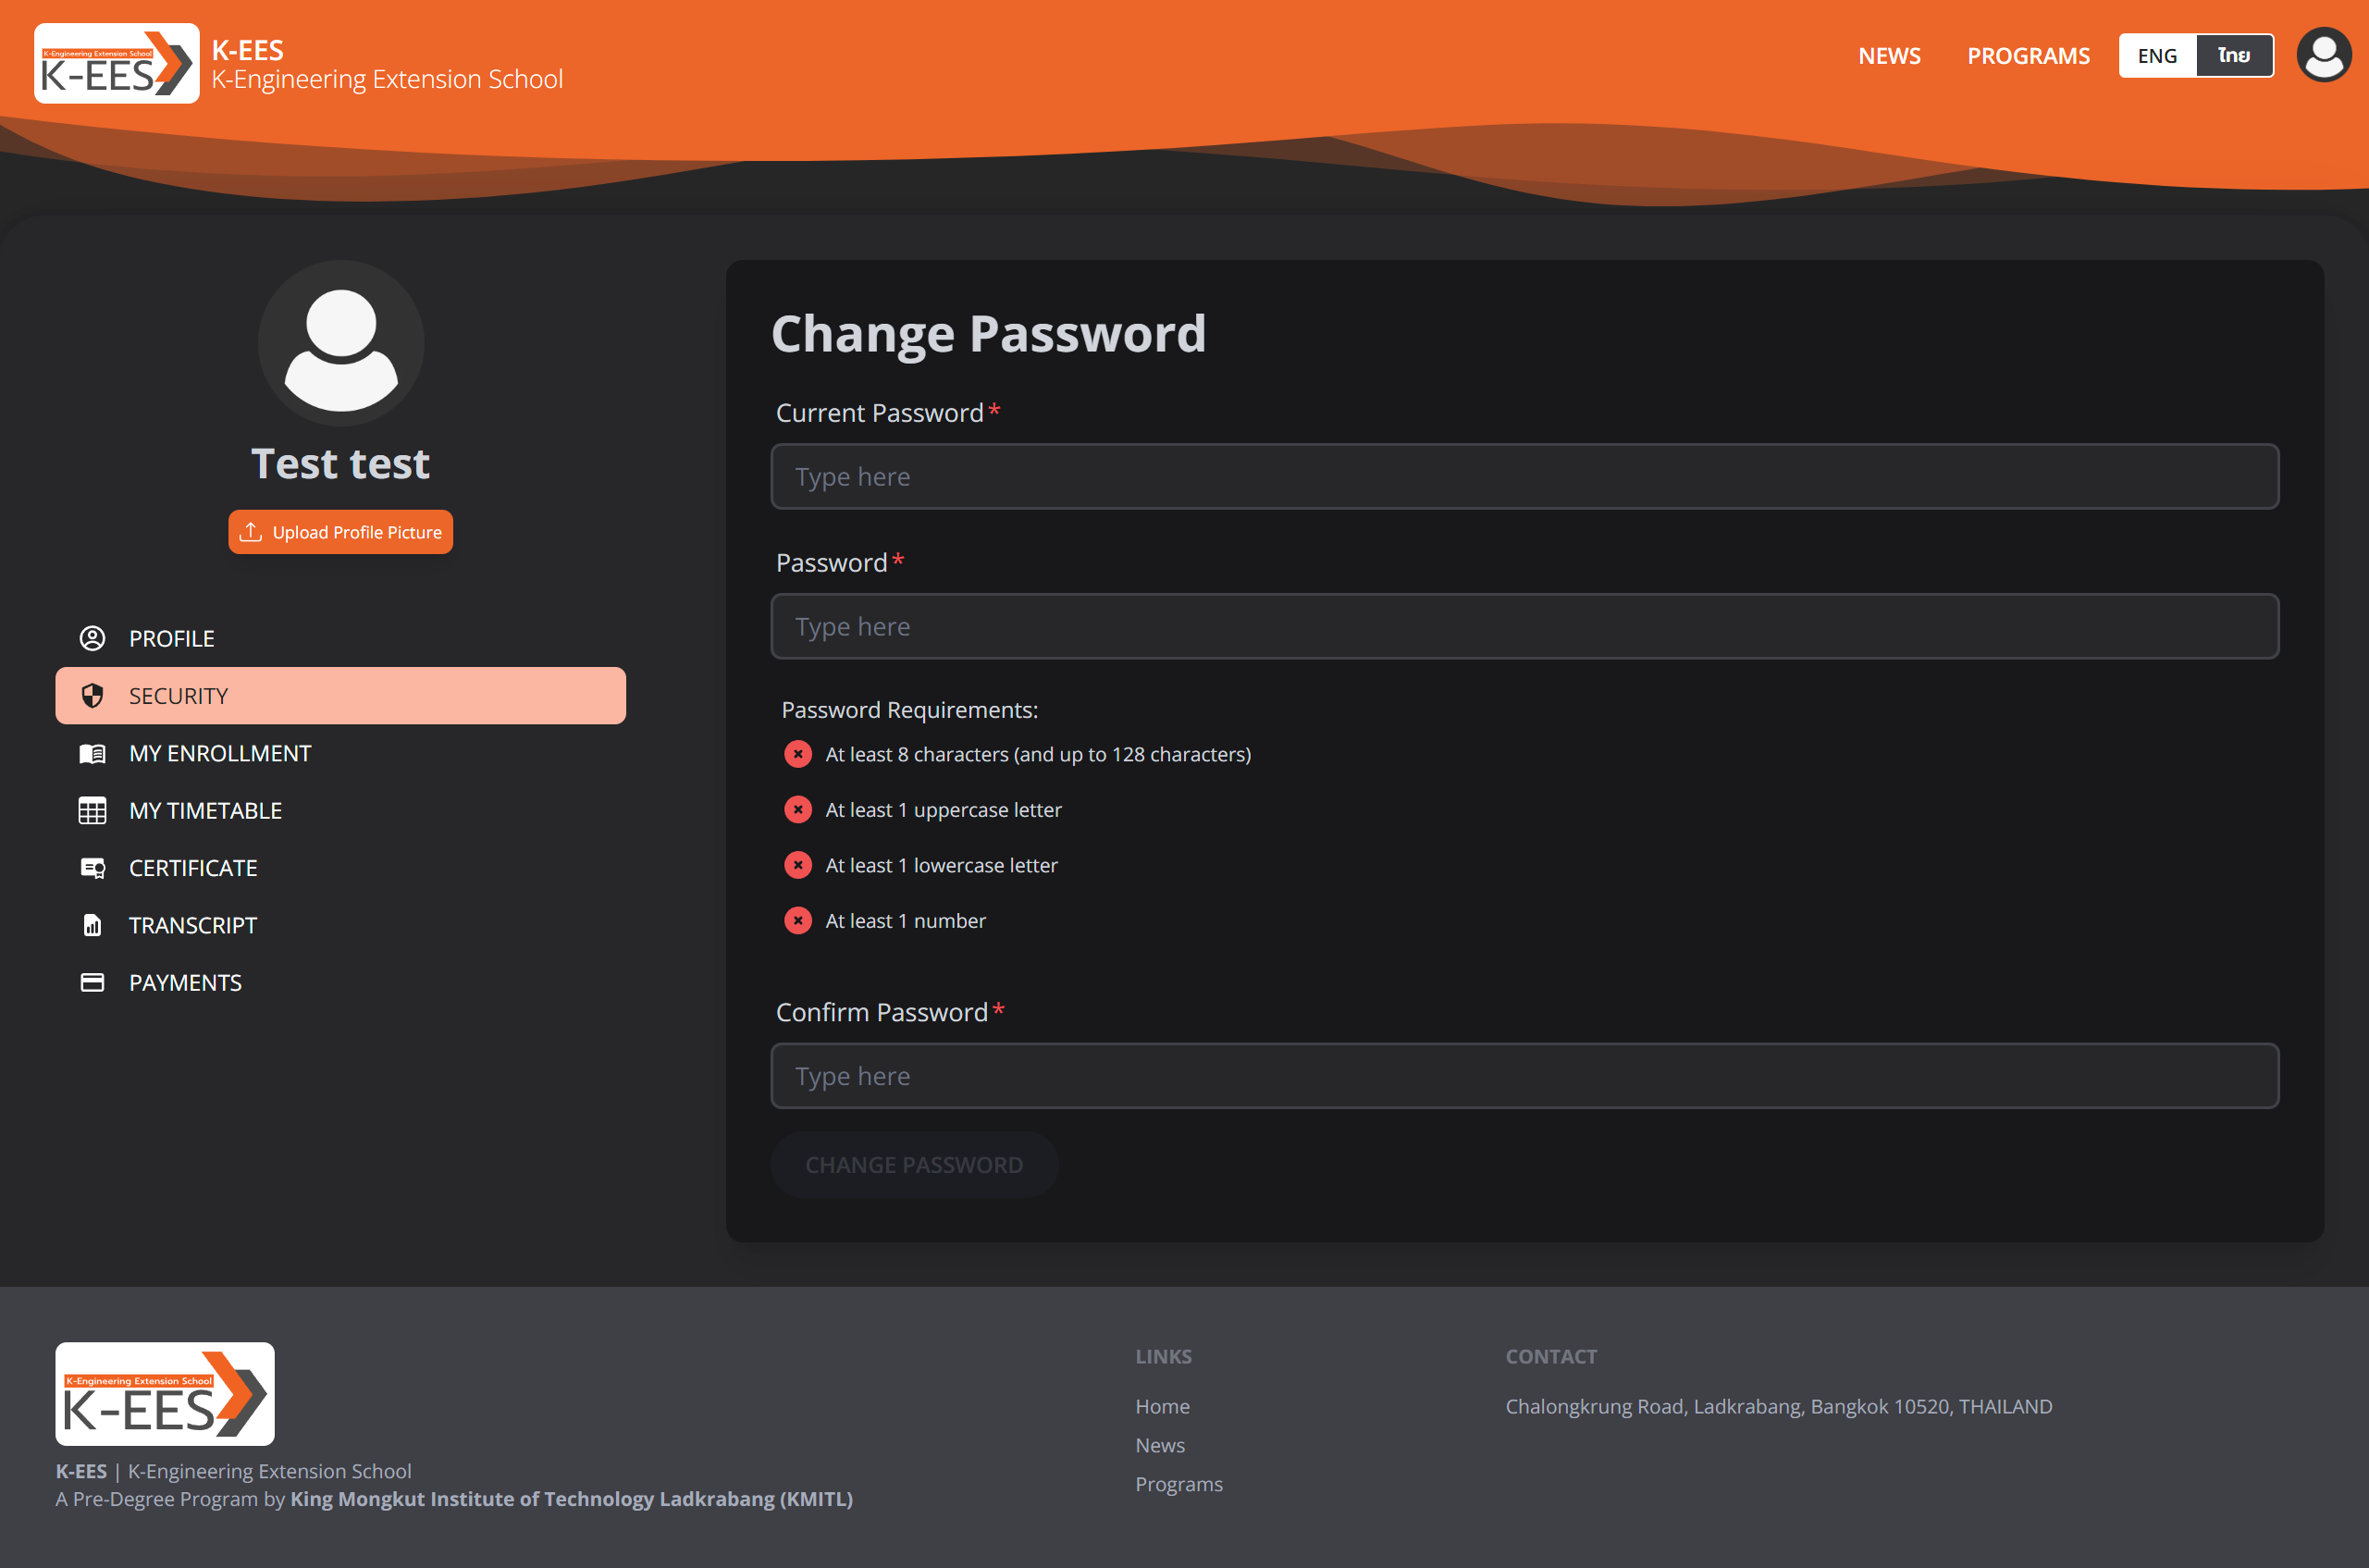 K-Engineering Extension School
K-EES
K-EES
K-Engineering Extension School
NEWS
PROGRAMS
ENG
ไทย
Test test
Upload Profile Picture
PROFILE
SECURITY
MY ENROLLMENT
MY TIMETABLE
CERTIFICATE
TRANSCRIPT
PAYMENTS
Change Password
Current Password*
Type here
Password*
Type here
Password Requirements:
At least 8 characters (and up to 128 characters)
At least 1 uppercase letter
At least 1 lowercase letter
At least 1 number
Confirm Password*
Type here
CHANGE PASSWORD
K-Engineering Extension School
K-EES
K-EES | K-Engineering Extension School
A Pre-Degree Program by King Mongkut Institute of Technology Ladkrabang (KMITL)
LINKS
Home
News
Programs
CONTACT
Chalongkrung Road, Ladkrabang, Bangkok 10520, THAILAND